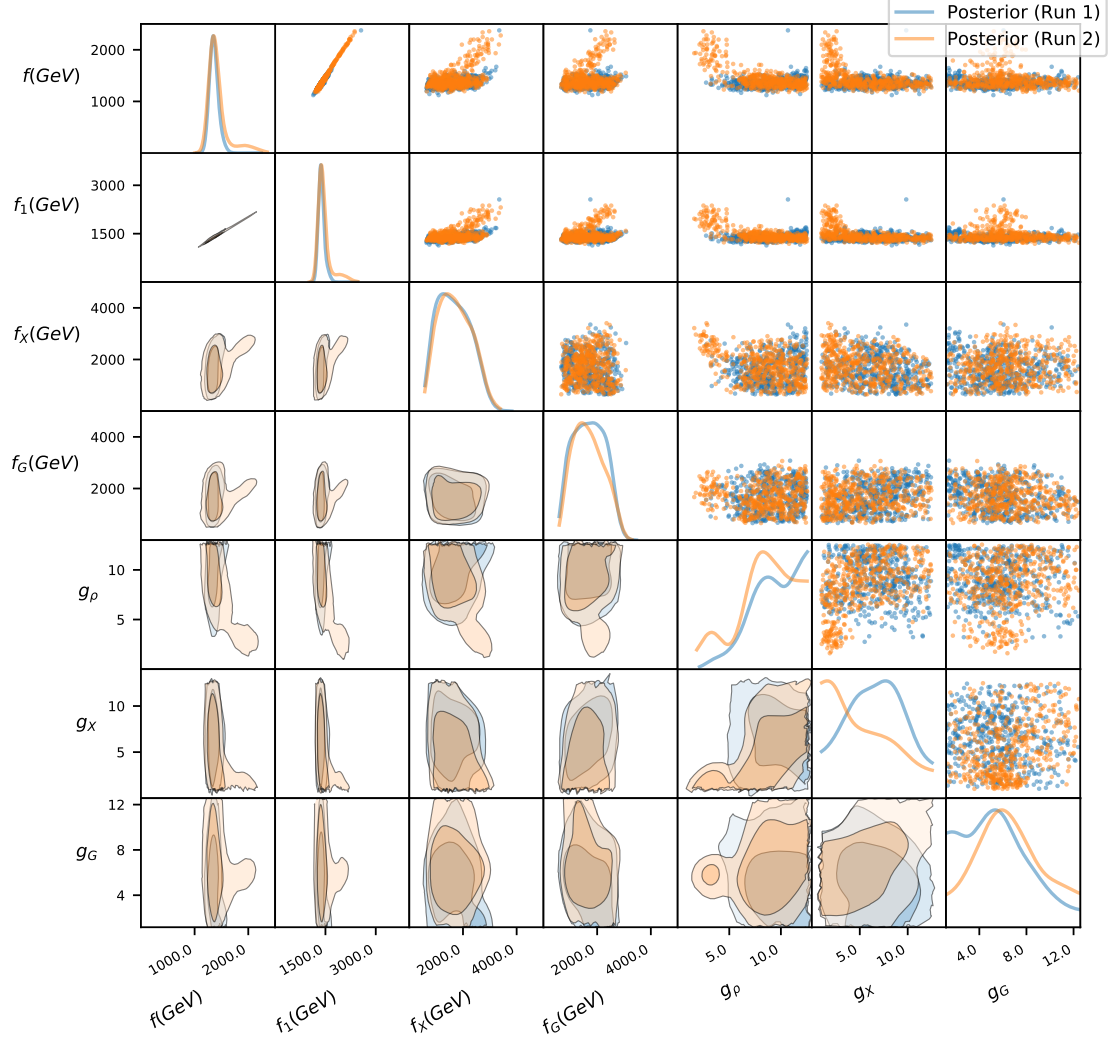 Posterior (Run 1)
Posterior (Run 2)
f(GeV)
2000
1000
f₁(GeV)
3000
1500
f_X(GeV)
4000
2000
f_G(GeV)
4000
2000
g_ρ
10
5
g_X
10
5
g_G
12
8
4
1000.0 2000.0 1500.0 3000.0 2000.0 4000.0 2000.0 4000.0 5.0 10.0 5.0 10.0 4.0 8.0 12.0
f(GeV) f₁(GeV) f_X(GeV) f_G(GeV) g_ρ g_X g_G